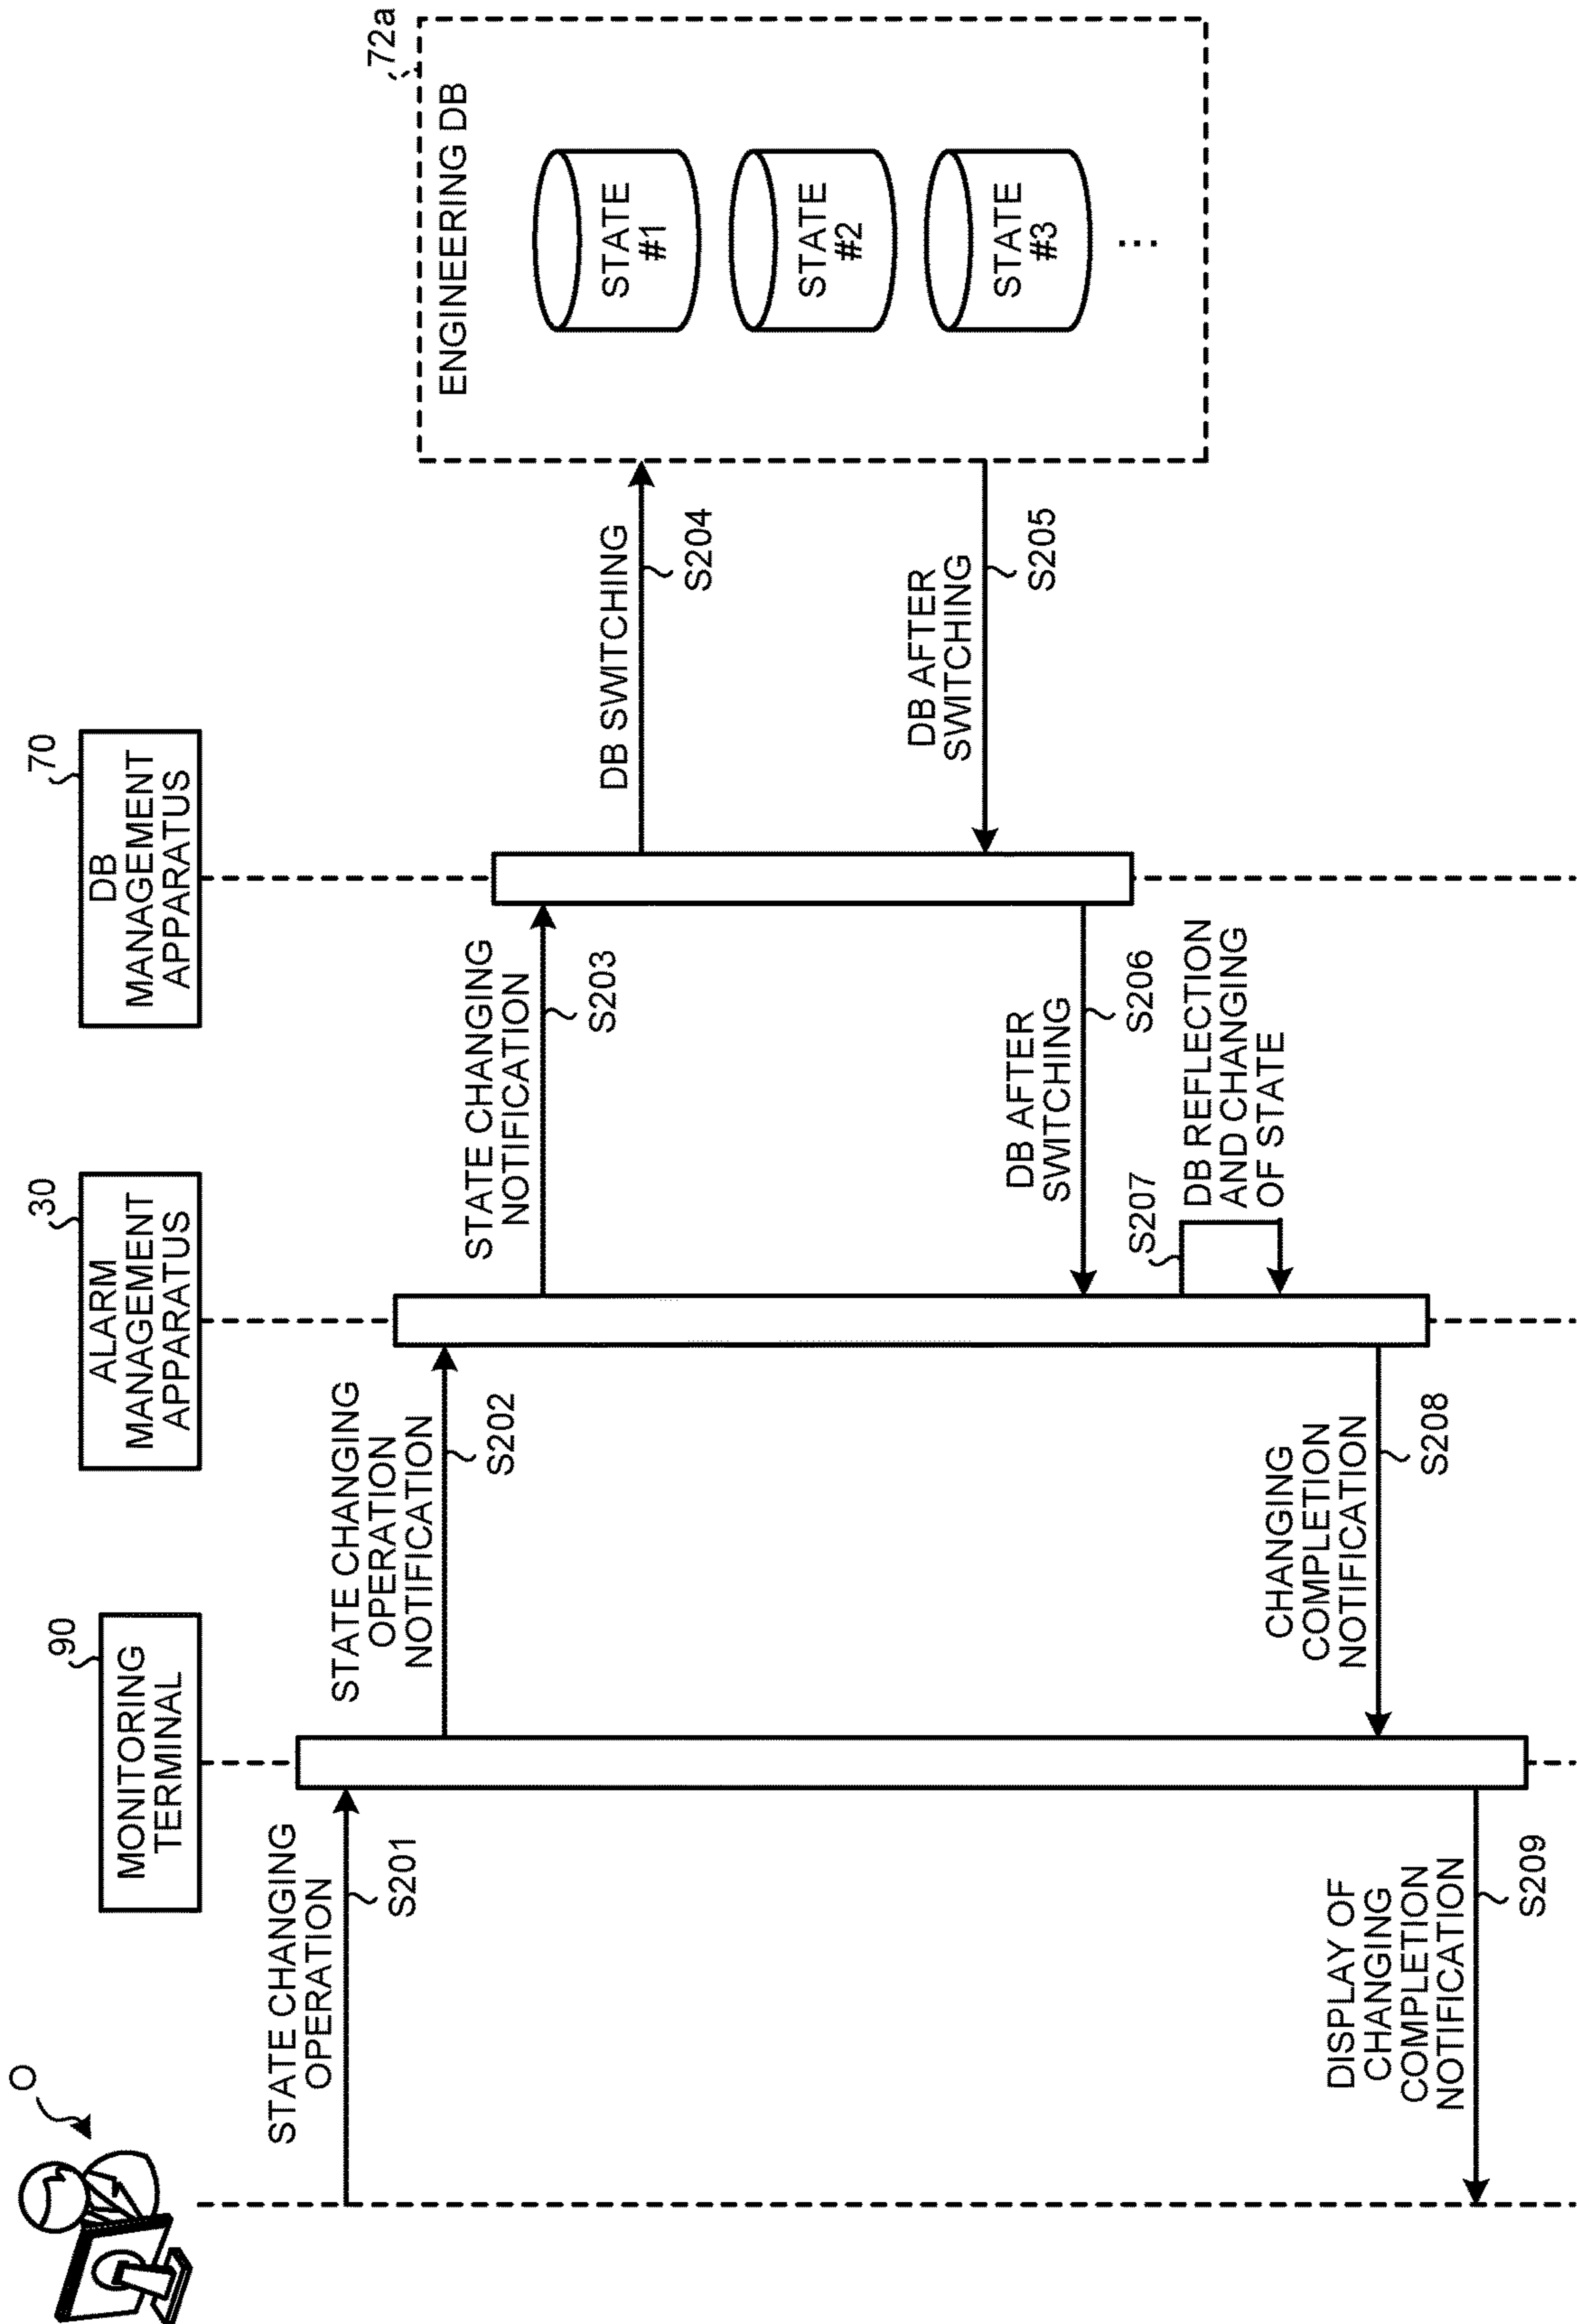 O
90
MONITORING
TERMINAL
30
ALARM
MANAGEMENT
APPARATUS
70
DB
MANAGEMENT
APPARATUS
72a
ENGINEERING DB
STATE
#1
STATE
#2
STATE
#3
...
STATE CHANGING
OPERATION
S201
STATE CHANGING
OPERATION
NOTIFICATION
S202
STATE CHANGING
NOTIFICATION
S203
DB SWITCHING
S204
DB AFTER
SWITCHING
S205
DB AFTER
SWITCHING
S206
S207
DB REFLECTION
AND CHANGING
OF STATE
CHANGING
COMPLETION
NOTIFICATION
S208
DISPLAY OF
CHANGING
COMPLETION
NOTIFICATION
S209